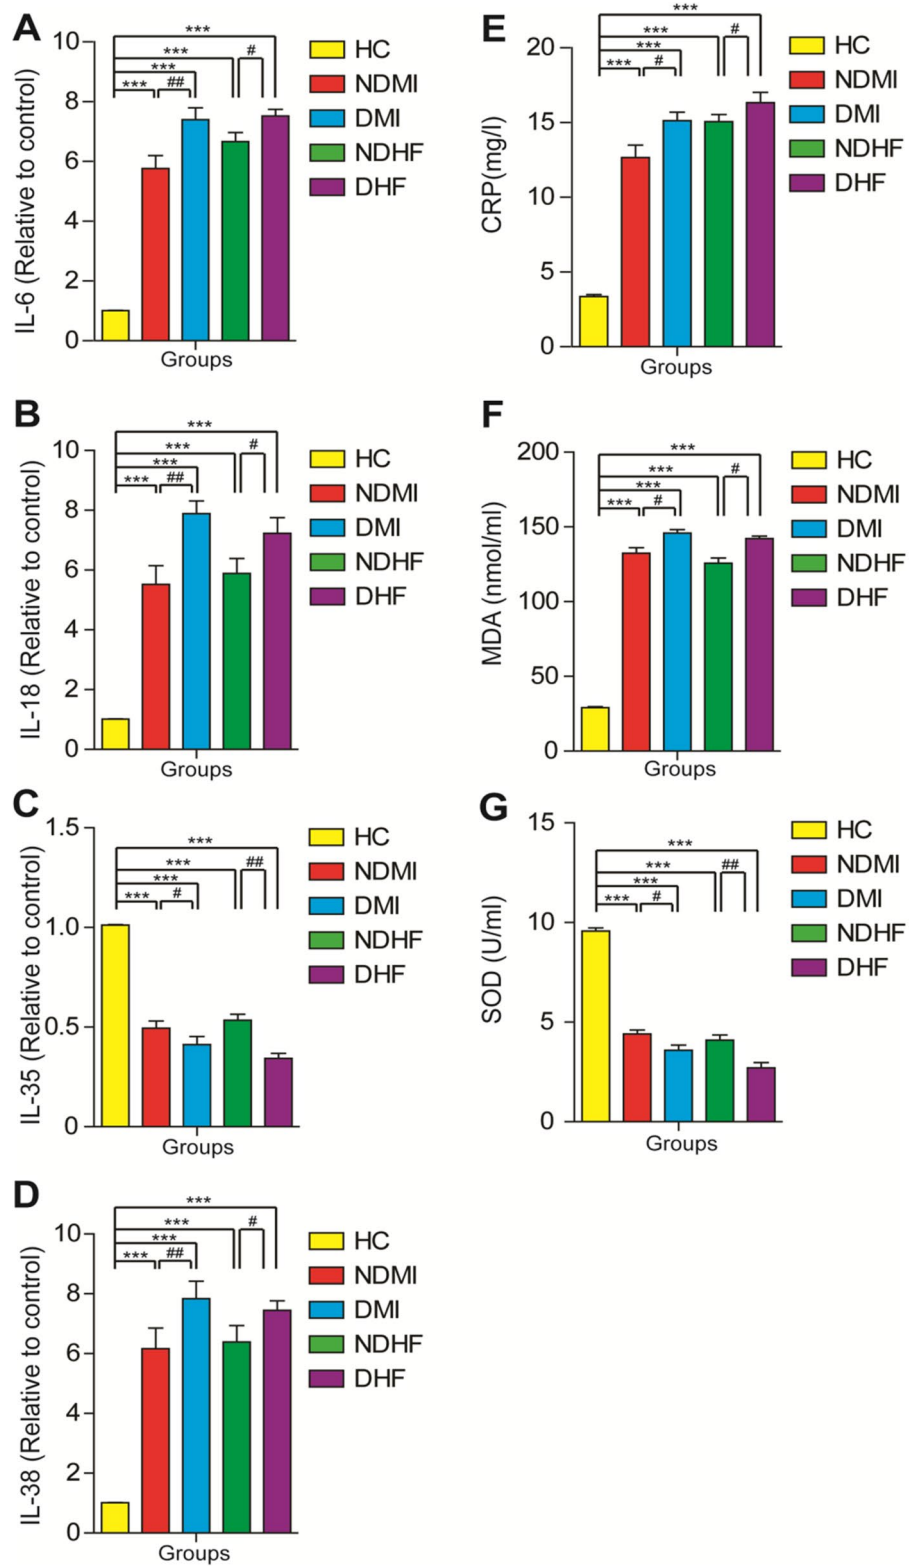 A
IL-6 (Relative to control)
10
8
6
4
2
0
***
***
#
***
***
##
Groups
HC
NDMI
DMI
NDHF
DHF
B
IL-18 (Relative to control)
10
8
6
4
2
0
***
***
#
***
***
##
Groups
HC
NDMI
DMI
NDHF
DHF
C
IL-35 (Relative to control)
1.5
1.0
0.5
0
***
***
##
***
***
#
Groups
HC
NDMI
DMI
NDHF
DHF
D
IL-38 (Relative to control)
10
8
6
4
2
0
***
***
#
***
***
##
Groups
HC
NDMI
DMI
NDHF
DHF
E
CRP(mg/l)
20
15
10
5
0
***
***
#
***
***
#
Groups
HC
NDMI
DMI
NDHF
DHF
F
MDA (nmol/ml)
200
150
100
50
0
***
***
#
***
***
#
Groups
HC
NDMI
DMI
NDHF
DHF
G
SOD (U/ml)
15
10
5
0
***
***
##
***
***
#
Groups
HC
NDMI
DMI
NDHF
DHF